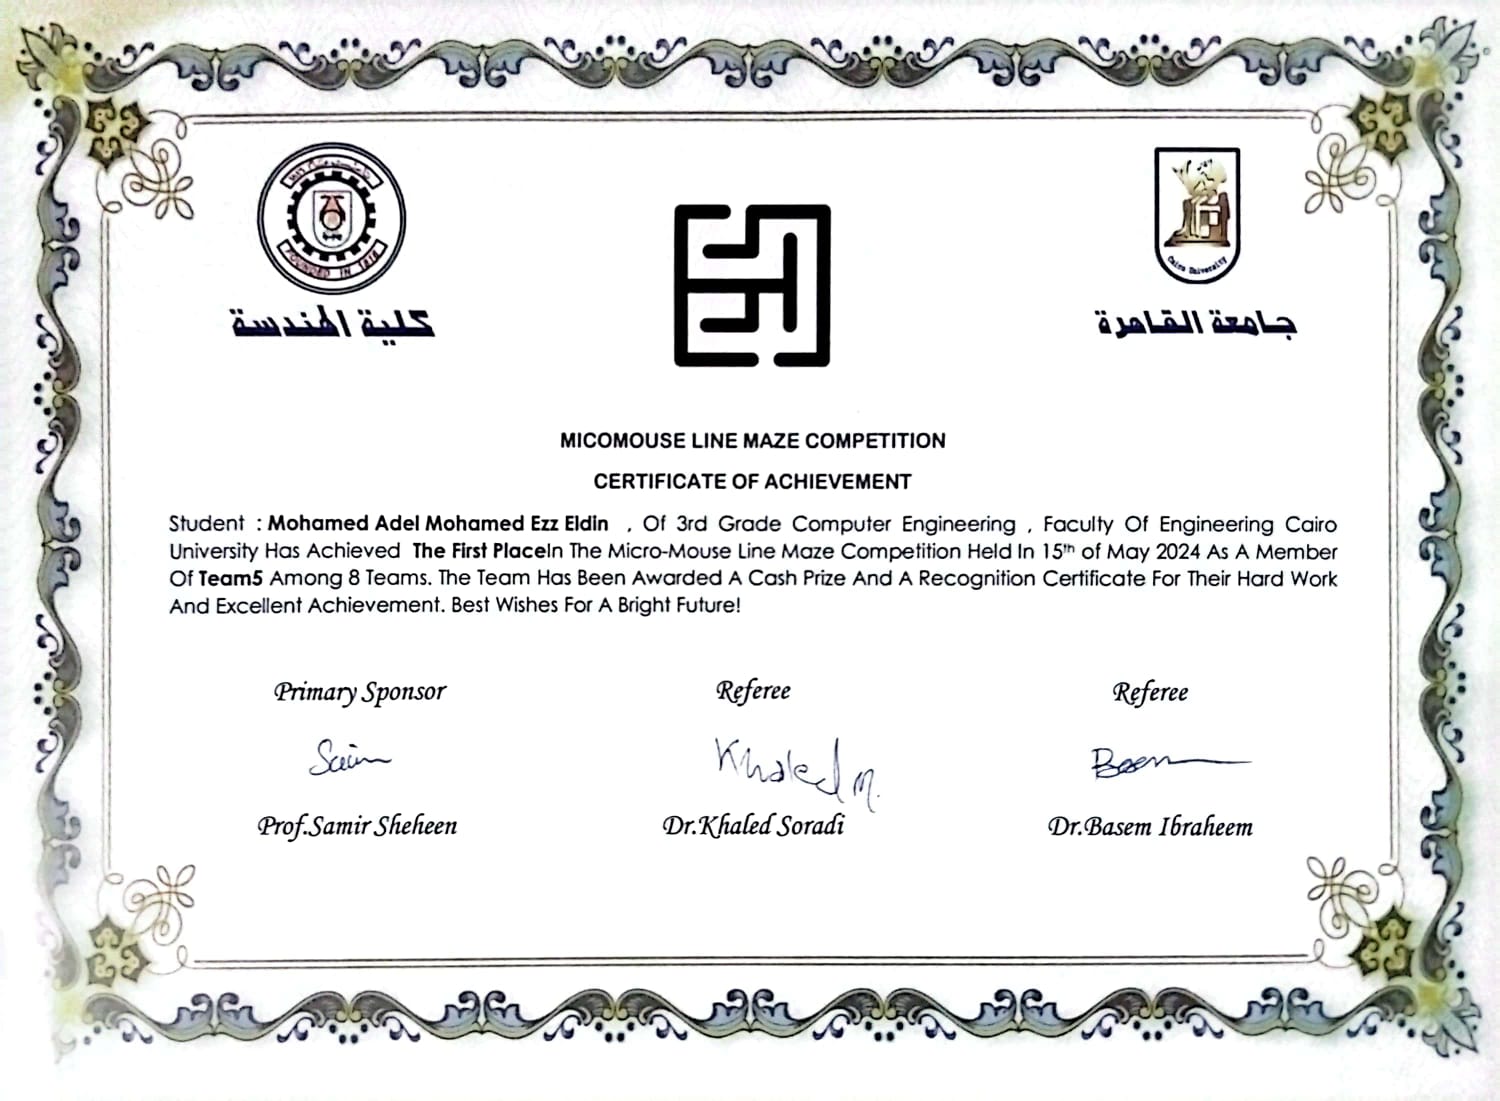 FOUNDED IN 1816
Cairo University
كلية الهندسة
جامعة القاهرة
MICOMOUSE LINE MAZE COMPETITION
CERTIFICATE OF ACHIEVEMENT
Student : Mohamed Adel Mohamed Ezz Eldin , Of 3rd Grade Computer Engineering , Faculty Of Engineering Cairo
University Has Achieved The First PlaceIn The Micro-Mouse Line Maze Competition Held In 15th of May 2024 As A Member
Of Team5 Among 8 Teams. The Team Has Been Awarded A Cash Prize And A Recognition Certificate For Their Hard Work
And Excellent Achievement. Best Wishes For A Bright Future!
Primary Sponsor
Referee
Referee
Khaled M.
Prof.Samir Sheheen
Dr.Khaled Soradi
Dr.Basem Ibraheem